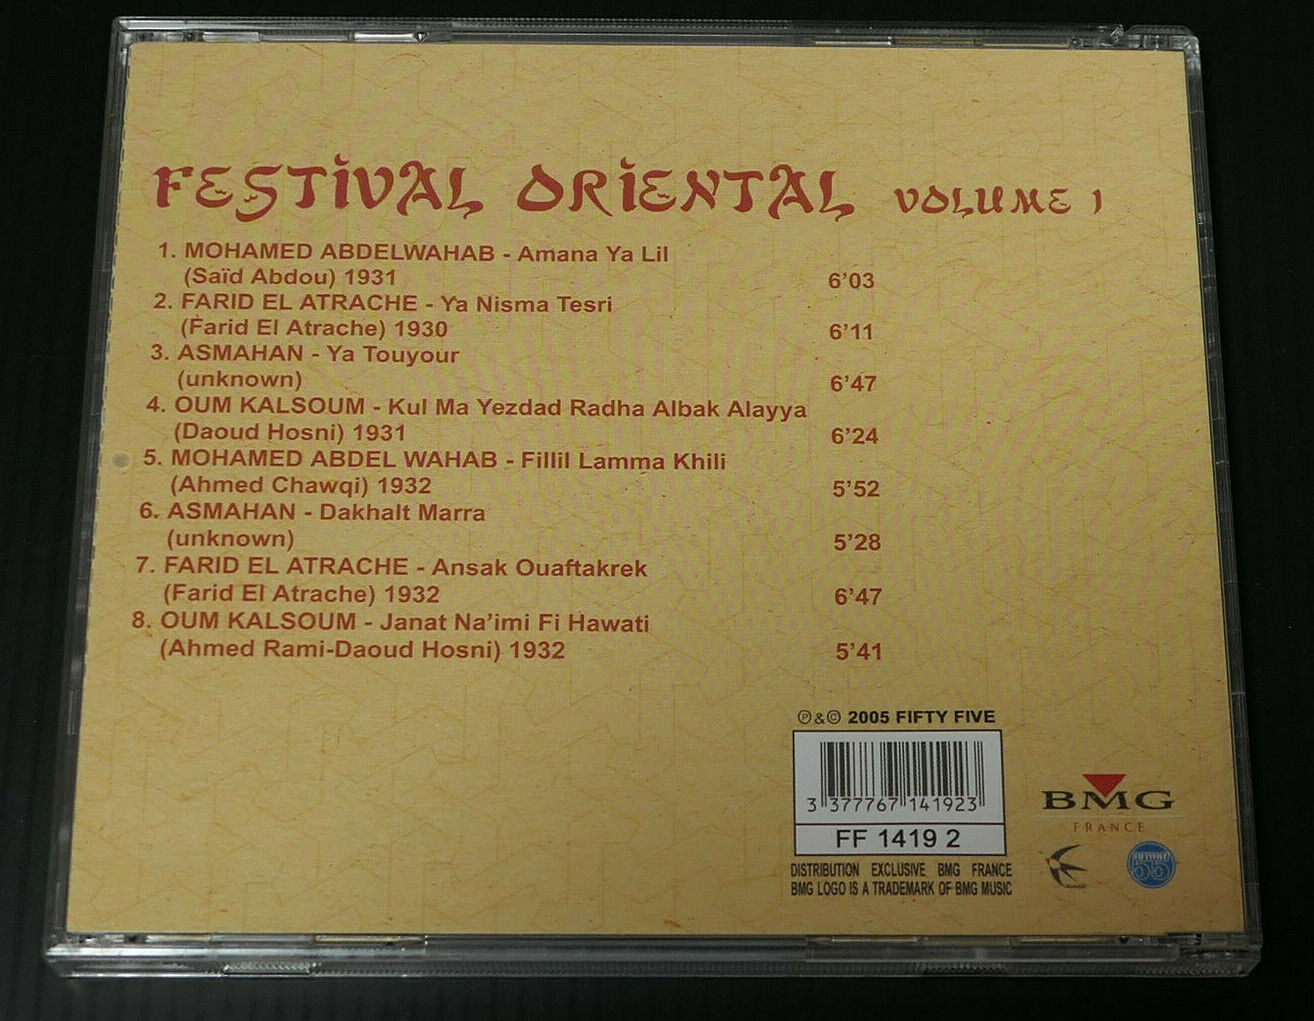 FESTIVAL ORIENTAL VOLUME 1
1. MOHAMED ABDELWAHAB - Amana Ya Lil
(Saïd Abdou) 1931 6'03
2. FARID EL ATRACHE - Ya Nisma Tesri
(Farid El Atrache) 1930 6'11
3. ASMAHAN - Ya Touyour
(unknown) 6'47
4. OUM KALSOUM - Kul Ma Yezdad Radha Albak Alayya
(Daoud Hosni) 1931 6'24
5. MOHAMED ABDEL WAHAB - Fillil Lamma Khili
(Ahmed Chawqi) 1932 5'52
6. ASMAHAN - Dakhalt Marra
(unknown) 5'28
7. FARID EL ATRACHE - Ansak Ouaftakrek
(Farid El Atrache) 1932 6'47
8. OUM KALSOUM - Janat Na'imi Fi Hawati
(Ahmed Rami-Daoud Hosni) 1932 5'41
℗ & © 2005 FIFTY FIVE
3 377767 141923
FF 1419 2
DISTRIBUTION EXCLUSIVE BMG FRANCE
BMG LOGO IS A TRADEMARK OF BMG MUSIC
BMG
FRANCE
55